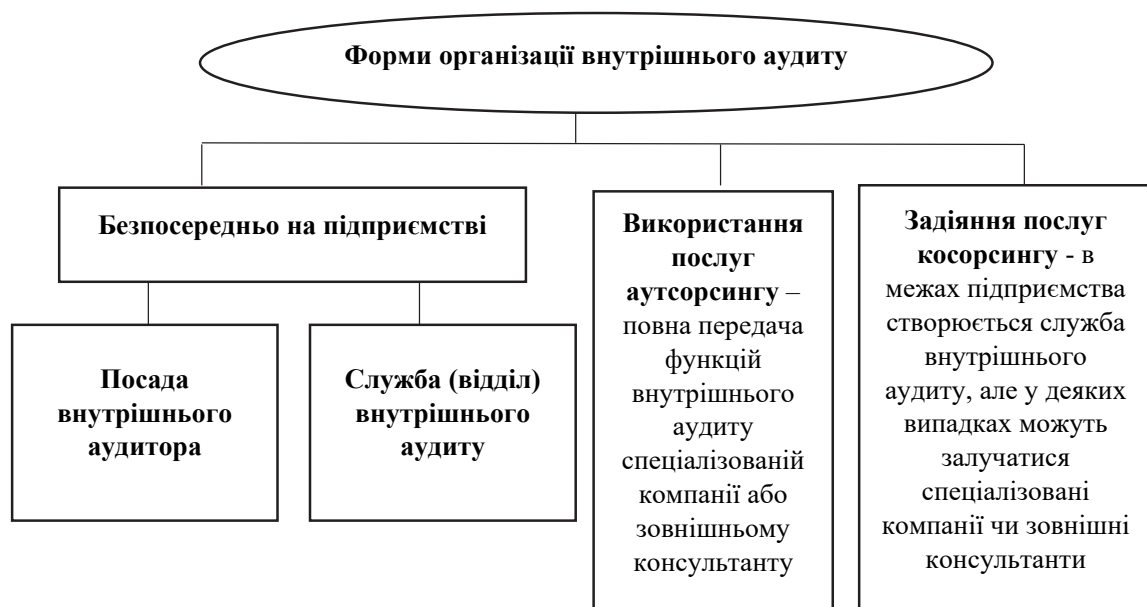 Форми організації внутрішнього аудиту
Безпосередньо на підприємстві
Посада
внутрішнього
аудитора
Служба (відділ)
внутрішнього
аудиту
Використання
послуг
аутсорсингу –
повна передача
функцій
внутрішнього
аудиту
спеціалізованій
компанії або
зовнішньому
консультанту
Задіяння послуг
косорсингу - в
межах підприємства
створюється служба
внутрішнього
аудиту, але у деяких
випадках можуть
залучатися
спеціалізовані
компанії чи зовнішні
консультанти